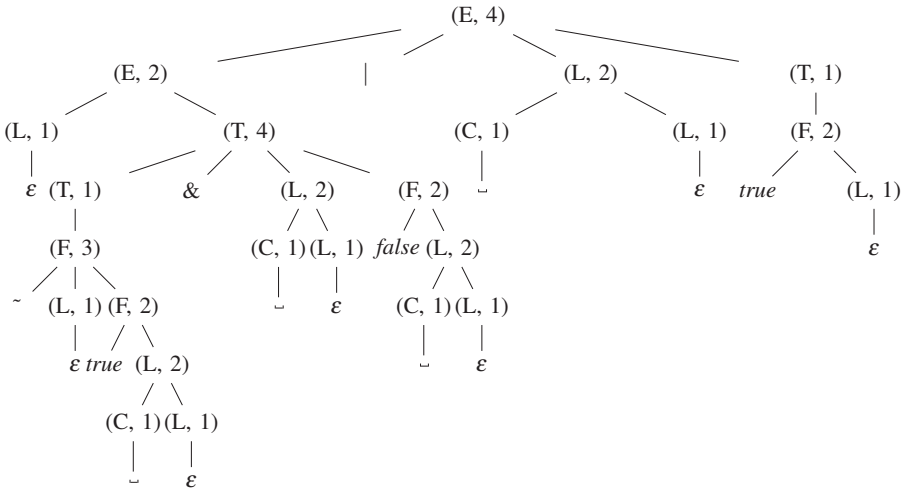 (E, 4)
(E, 2) | (L, 2) (T, 1)
(L, 1) (T, 4) (C, 1) (L, 1) (F, 2)
ε (T, 1) & (L, 2) (F, 2) ␣ ε true (L, 1)
(F, 3) (C, 1) (L, 1) false (L, 2) ε
~ (L, 1) (F, 2) ␣ ε (C, 1) (L, 1)
ε true (L, 2) ␣ ε
(C, 1) (L, 1)
␣ ε